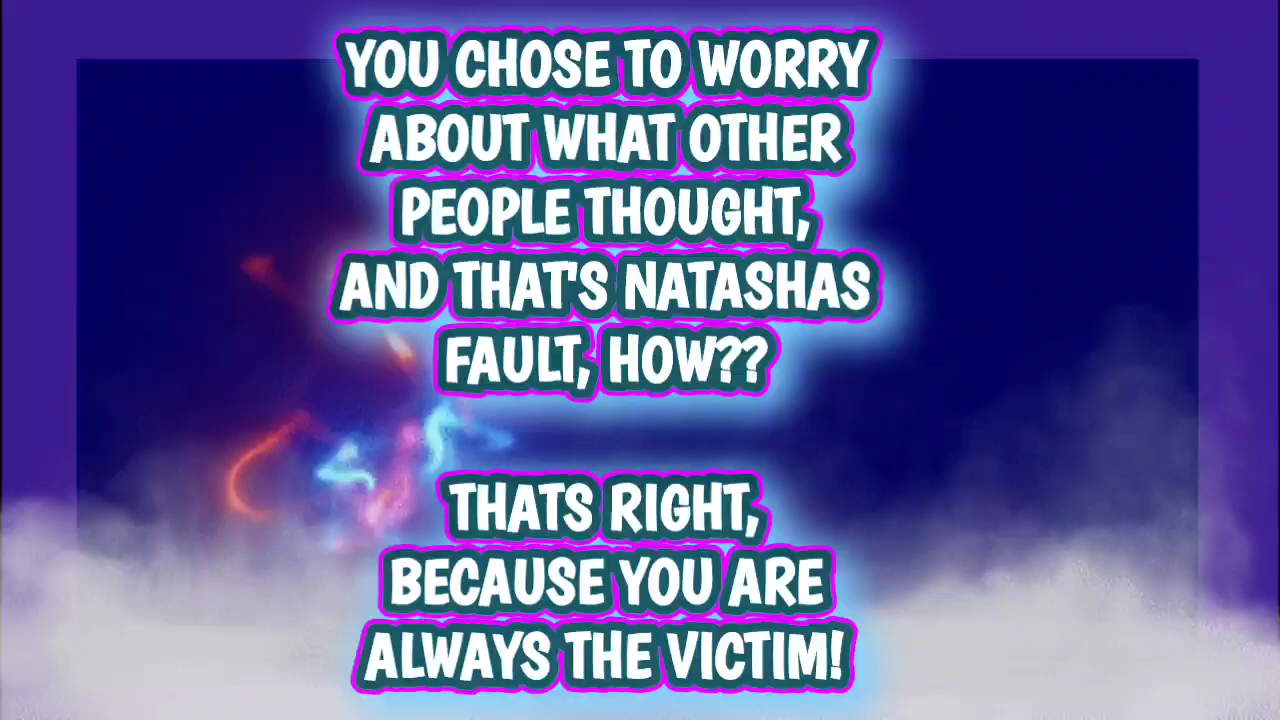 YOU CHOSE TO WORRY
ABOUT WHAT OTHER
PEOPLE THOUGHT,
AND THAT'S NATASHAS
FAULT, HOW??
THATS RIGHT,
BECAUSE YOU ARE
ALWAYS THE VICTIM!